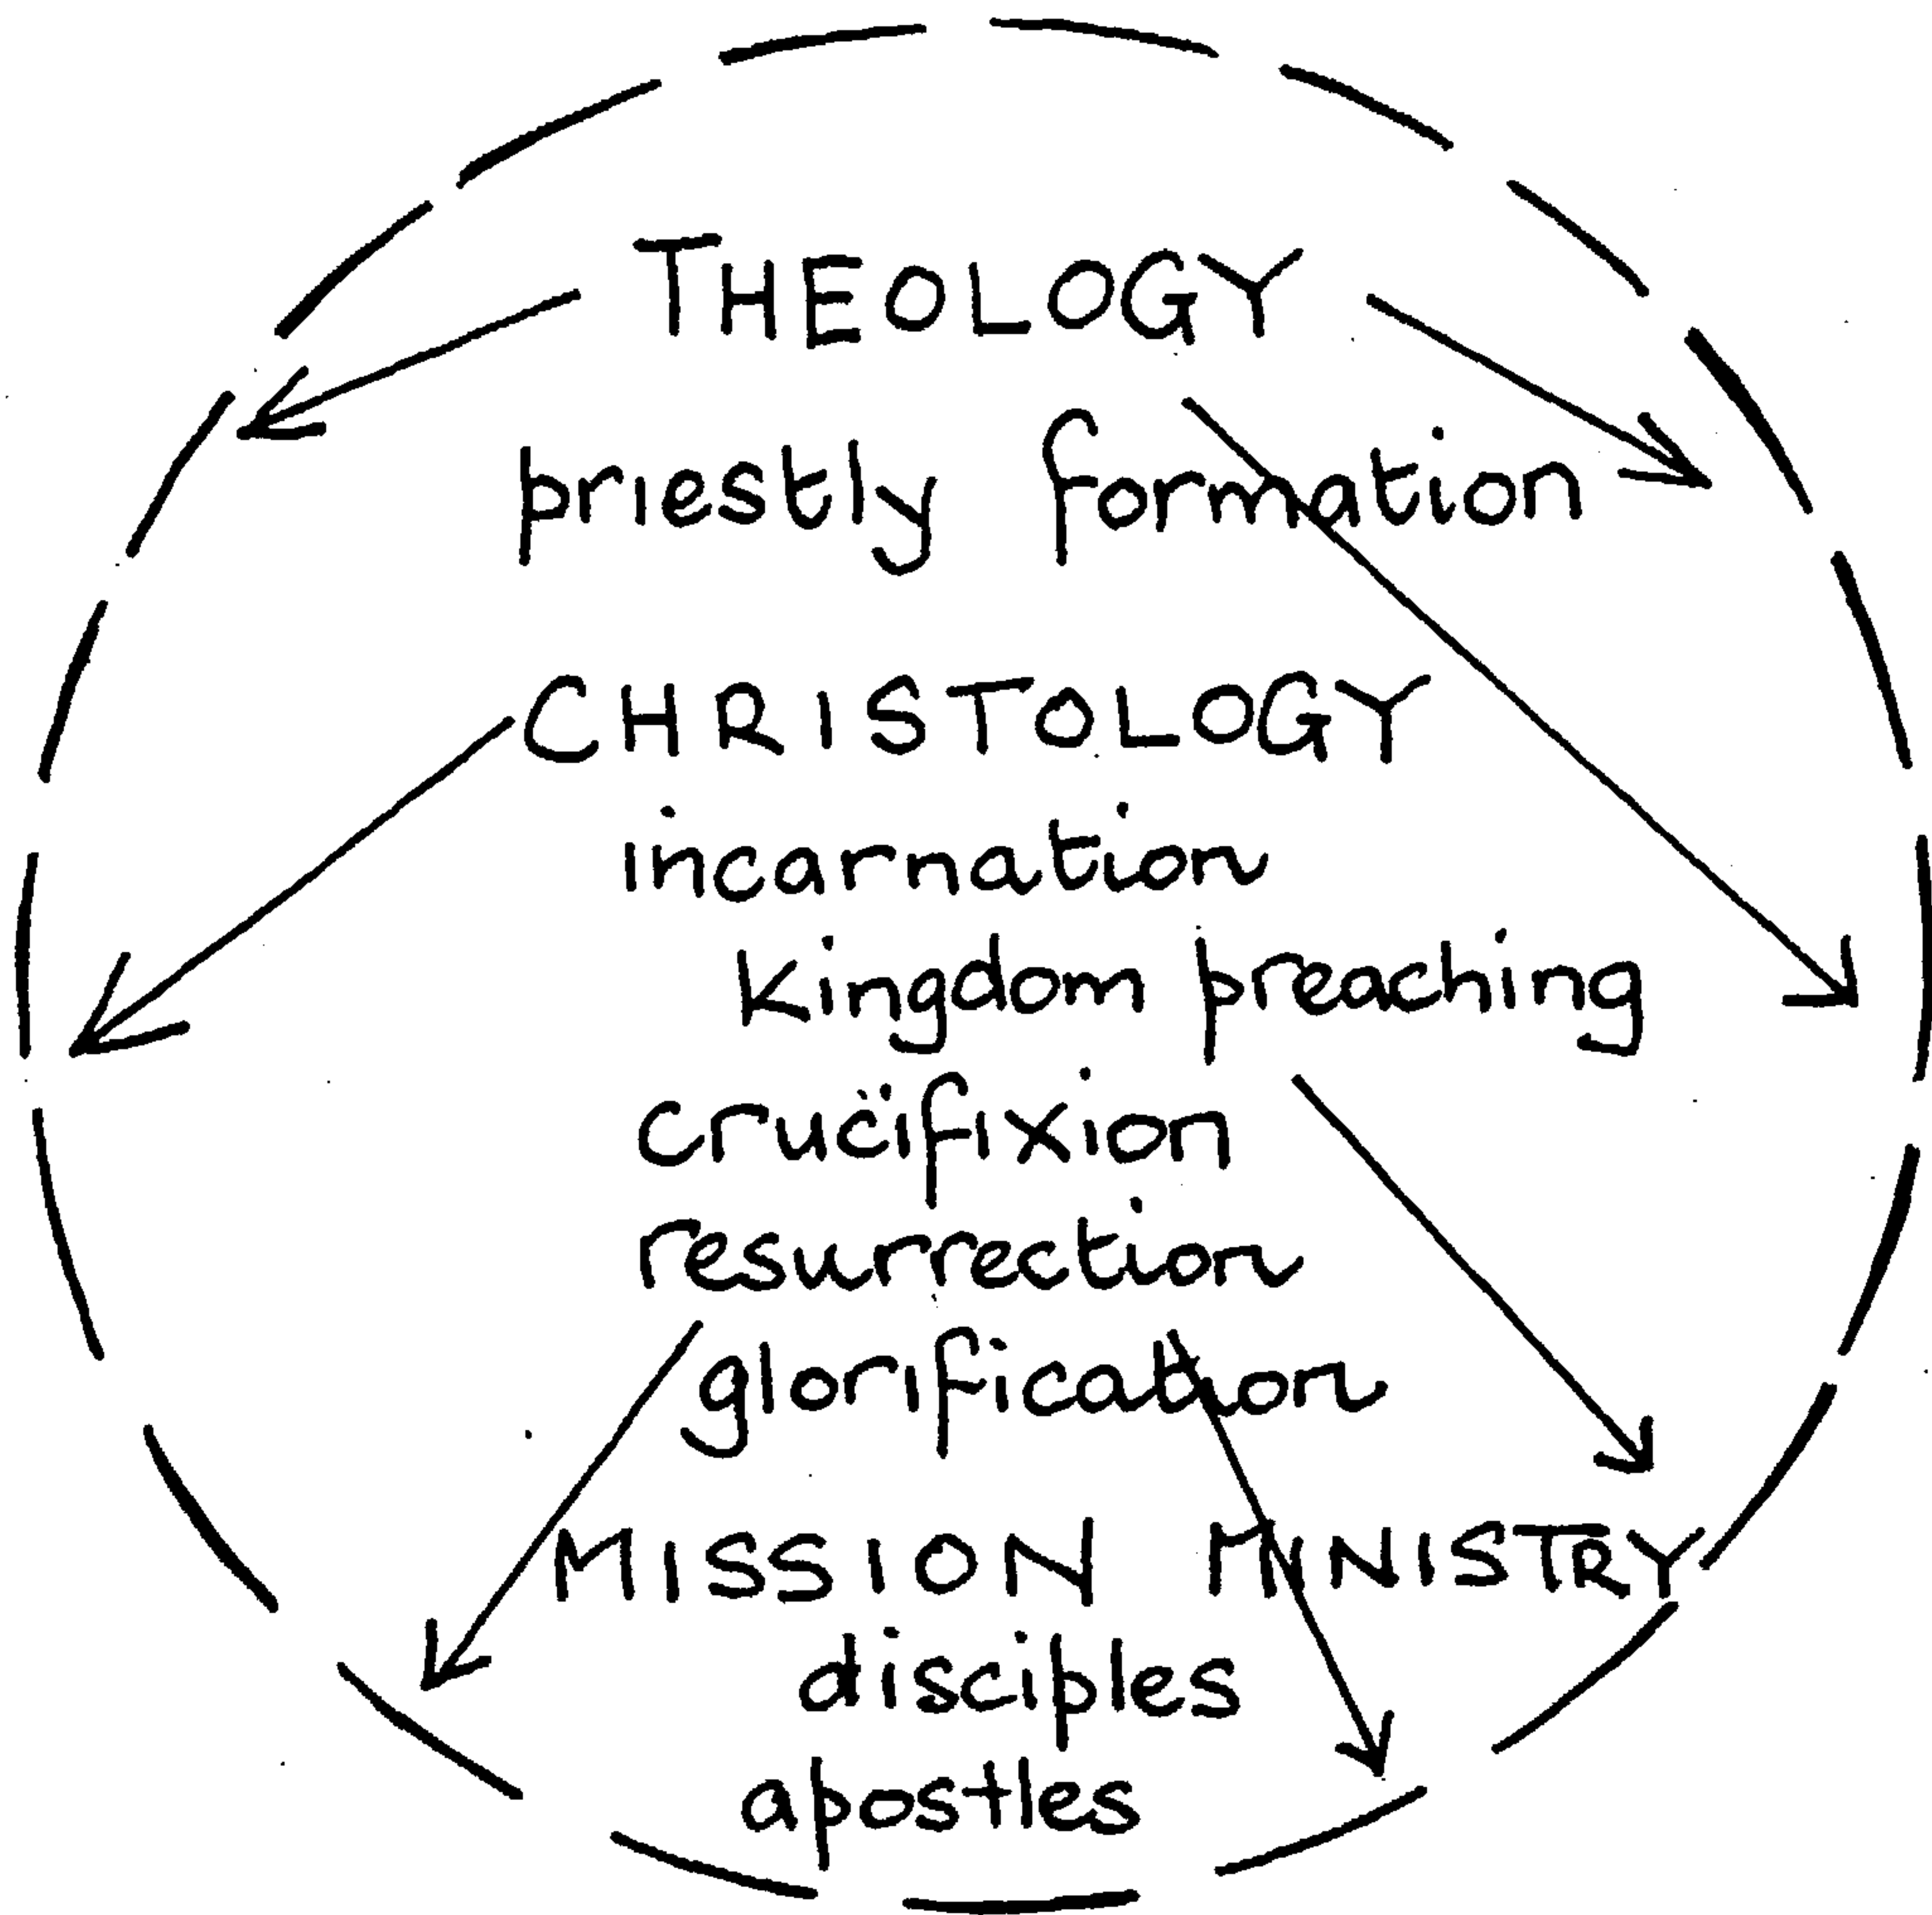 THEOLOGY
priestly formation
CHRISTOLOGY
incarnation
kingdom preaching
crucifixion
resurrection
glorification
MISSION MINISTRY
disciples
apostles